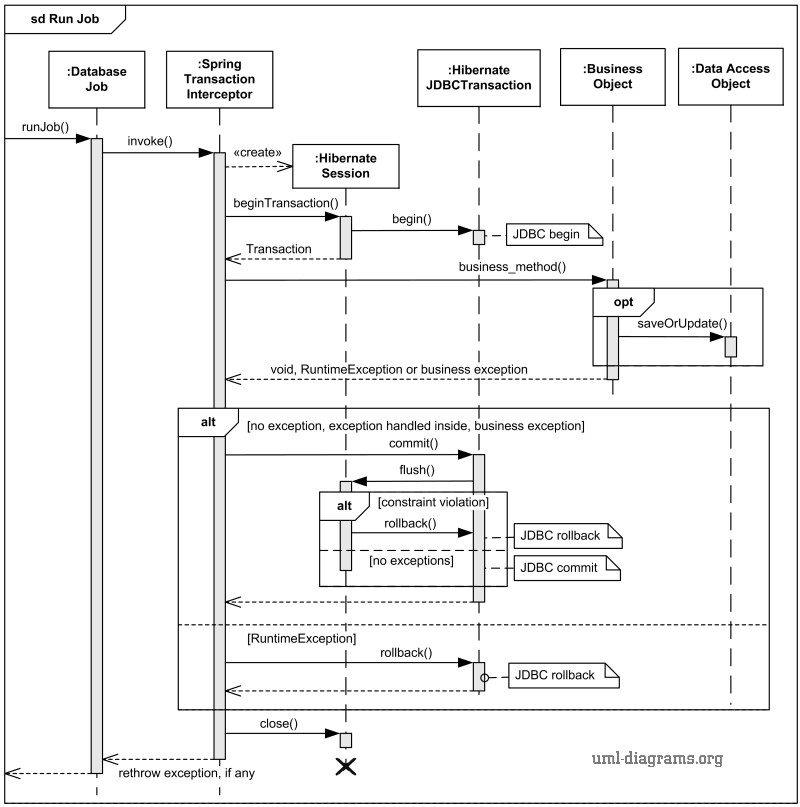 sd Run Job
:Database
Job
:Spring
Transaction
Interceptor
:Hibernate
JDBCTransaction
:Business
Object
:Data Access
Object
runJob()
invoke()
«create»
:Hibernate
Session
beginTransaction()
begin()
JDBC begin
Transaction
business_method()
opt
saveOrUpdate()
void, RuntimeException or business exception
alt
[no exception, exception handled inside, business exception]
commit()
flush()
alt
[constraint violation]
rollback()
JDBC rollback
[no exceptions]
JDBC commit
[RuntimeException]
rollback()
JDBC rollback
close()
uml-diagrams.org
rethrow exception, if any